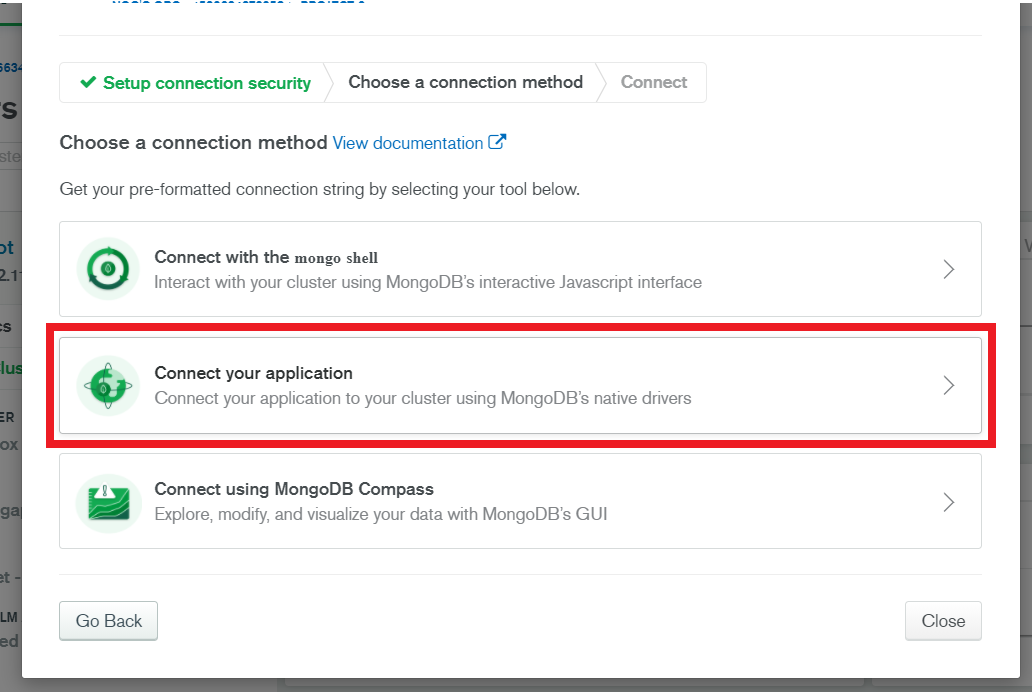 Setup connection security
Choose a connection method
Connect
Choose a connection method View documentation
Get your pre-formatted connection string by selecting your tool below.
Connect with the mongo shell
Interact with your cluster using MongoDB's interactive Javascript interface
Connect your application
Connect your application to your cluster using MongoDB's native drivers
Connect using MongoDB Compass
Explore, modify, and visualize your data with MongoDB's GUI
Go Back
Close